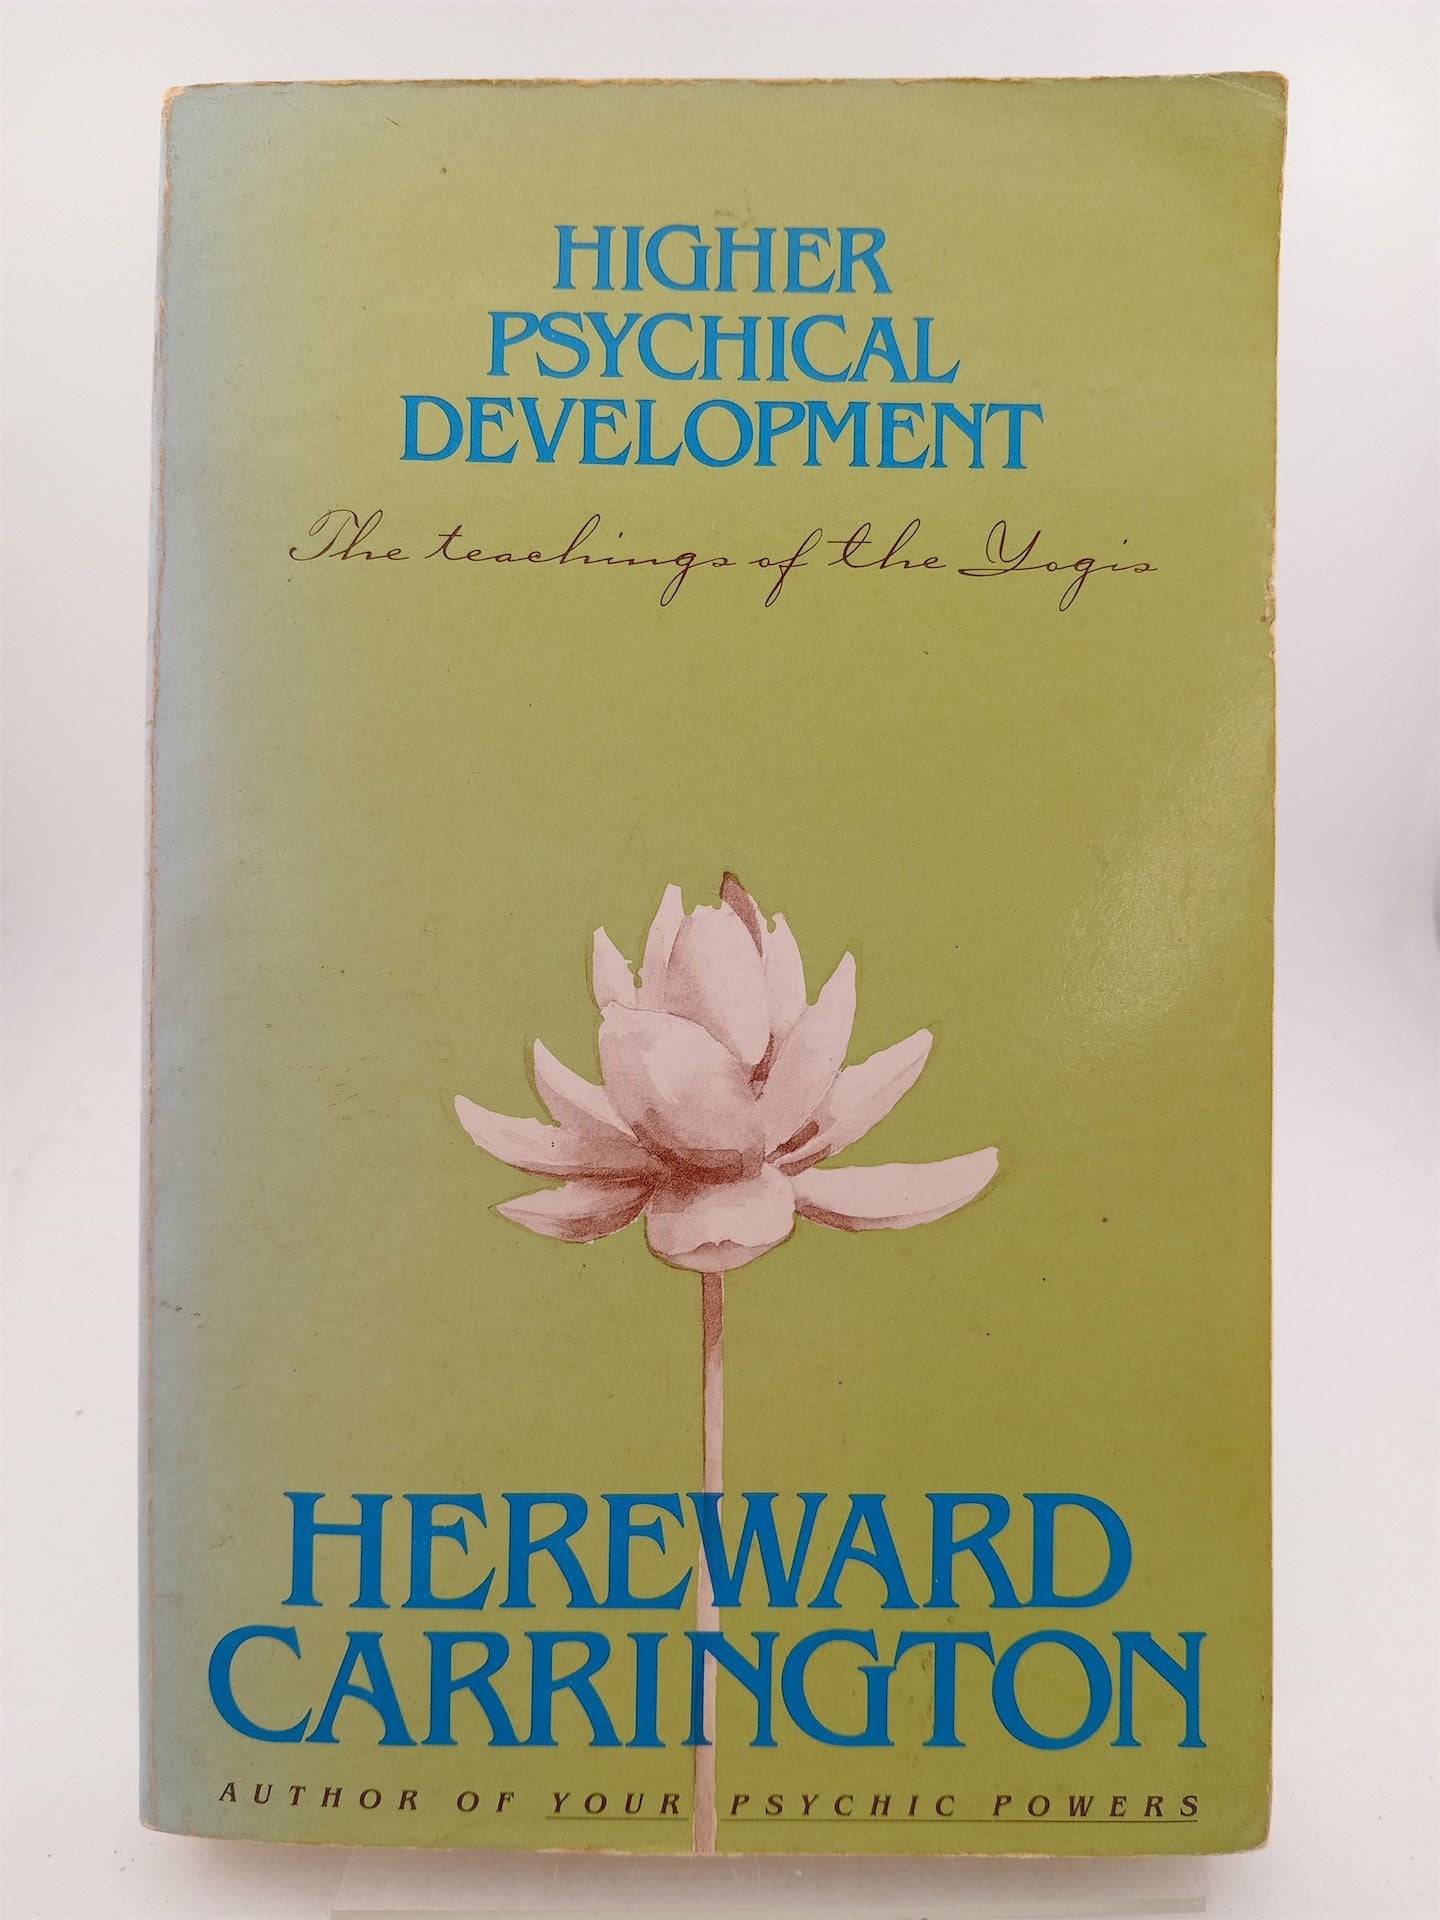 HIGHER
PSYCHICAL
DEVELOPMENT
The teachings of the Yogis
HEREWARD
CARRINGTON
AUTHOR OF YOUR PSYCHIC POWERS